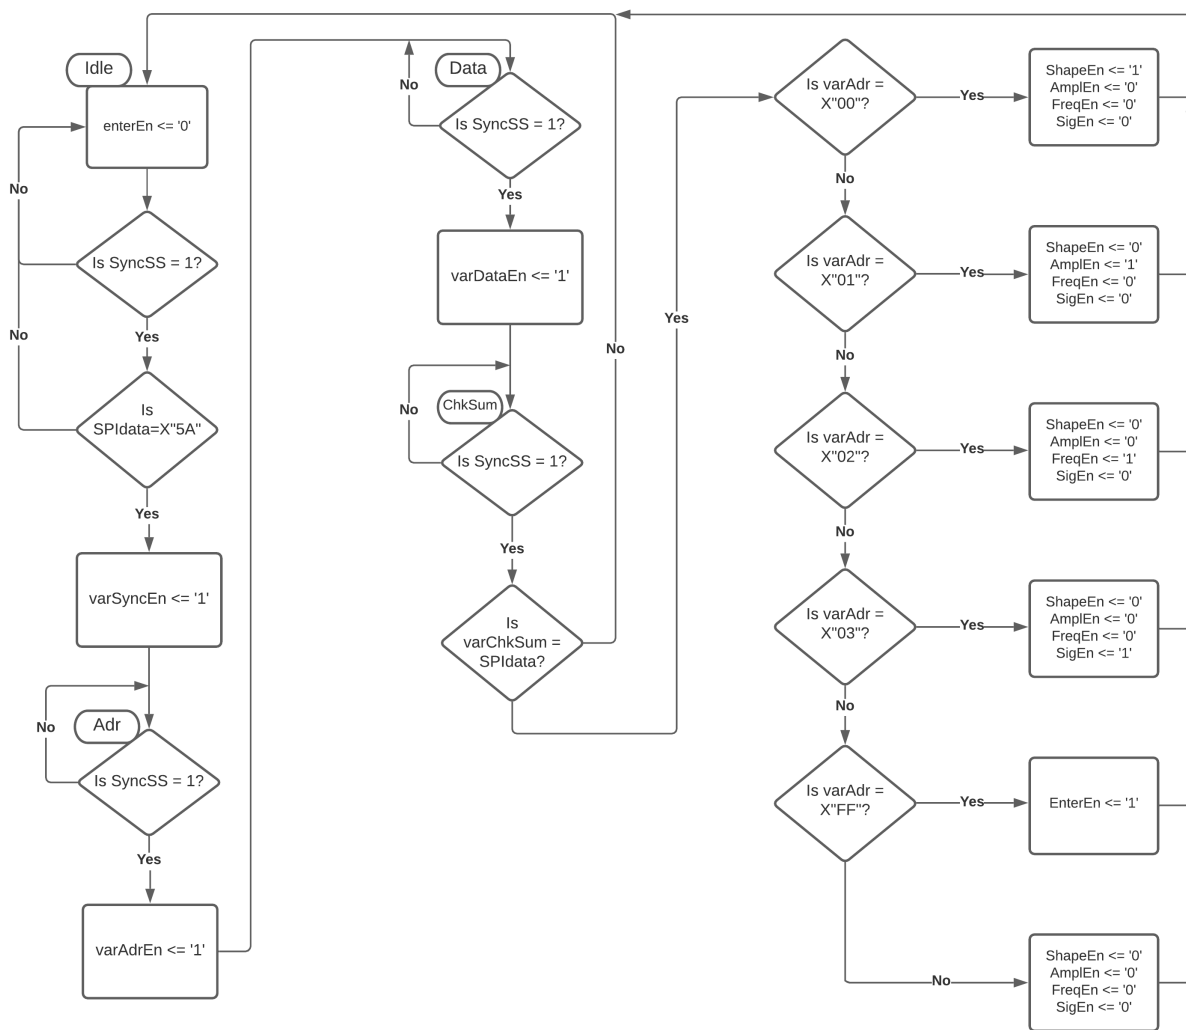 Idle
enterEn <= '0'
No
Is SyncSS = 1?
No
Yes
Is
SPIdata=X"5A"
Yes
varSyncEn <= '1'
No
Adr
Is SyncSS = 1?
Yes
varAdrEn <= '1'
Data
No
Is SyncSS = 1?
Yes
varDataEn <= '1'
No
ChkSum
Is SyncSS = 1?
Yes
Is
varChkSum =
SPIdata?
No
Yes
Is varAdr =
X"00"?
Yes
ShapeEn <= '1'
AmplEn <= '0'
FreqEn <= '0'
SigEn <= '0'
No
Is varAdr =
X"01"?
Yes
ShapeEn <= '0'
AmplEn <= '1'
FreqEn <= '0'
SigEn <= '0'
No
Is varAdr =
X"02"?
Yes
ShapeEn <= '0'
AmplEn <= '0'
FreqEn <= '1'
SigEn <= '0'
No
Is varAdr =
X"03"?
Yes
ShapeEn <= '0'
AmplEn <= '0'
FreqEn <= '0'
SigEn <= '1'
No
Is varAdr =
X"FF"?
Yes
EnterEn <= '1'
No
ShapeEn <= '0'
AmplEn <= '0'
FreqEn <= '0'
SigEn <= '0'